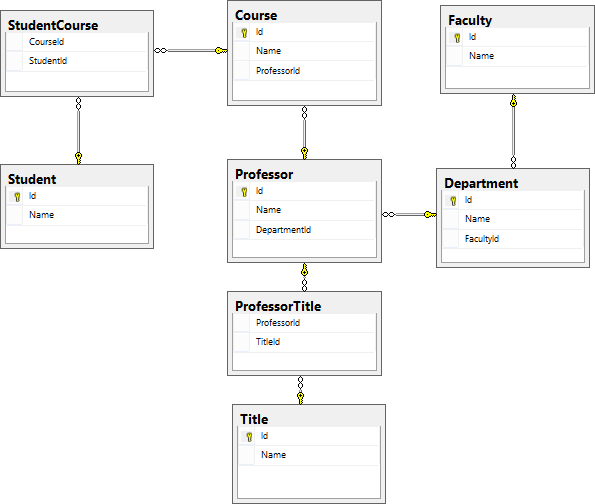 StudentCourse
CourseId
StudentId
Course
Id
Name
ProfessorId
Faculty
Id
Name
Student
Id
Name
Professor
Id
Name
DepartmentId
Department
Id
Name
FacultyId
ProfessorTitle
ProfessorId
TitleId
Title
Id
Name